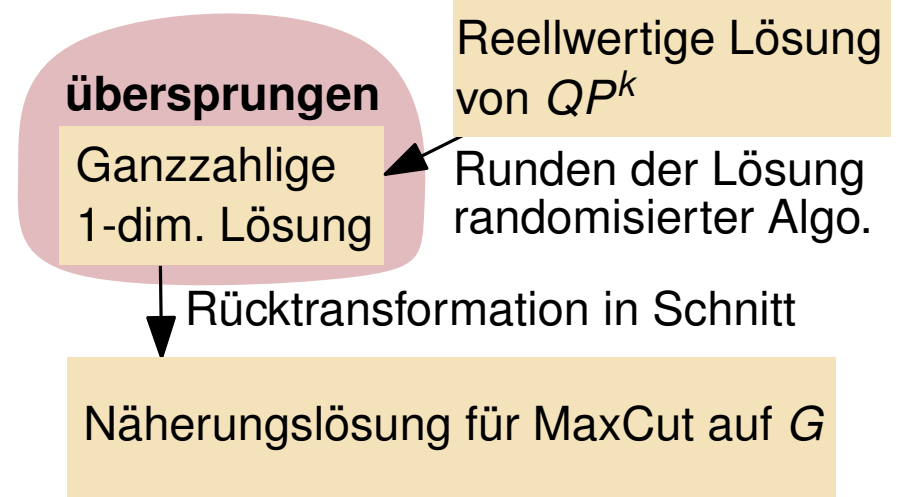 Reellwertige Lösung
von QP^k
übersprungen
Ganzzahlige
1-dim. Lösung
Runden der Lösung
randomisierter Algo.
Rücktransformation in Schnitt
Näherungslösung für MaxCut auf G